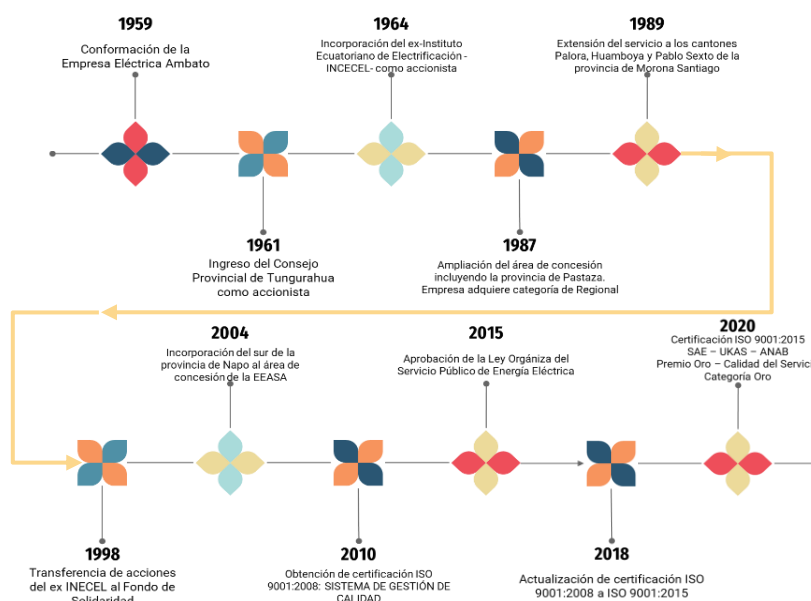 1959
Conformación de la
Empresa Eléctrica Ambato
1964
Incorporación del ex-Instituto
Ecuatoriano de Electrificación -
INCECEL- como accionista
1989
Extensión del servicio a los cantones
Palora, Huamboya y Pablo Sexto de la
provincia de Morona Santiago
1961
Ingreso del Consejo
Provincial de Tungurahua
como accionista
1987
Ampliación del área de concesión
incluyendo la provincia de Pastaza.
Empresa adquiere categoría de Regional
2004
Incorporación del sur de la
provincia de Napo al área de
concesión de la EEASA
2015
Aprobación de la Ley Orgániza del
Servicio Público de Energía Eléctrica
2020
Certificación ISO 9001:2015
SAE – UKAS – ANAB
Premio Oro – Calidad del Servic
Categoría Oro
1998
Transferencia de acciones
del ex INECEL al Fondo de
Solidaridad
2010
Obtención de certificación ISO
9001:2008: SISTEMA DE GESTIÓN DE
CALIDAD
2018
Actualización de certificación ISO
9001:2008 a ISO 9001:2015